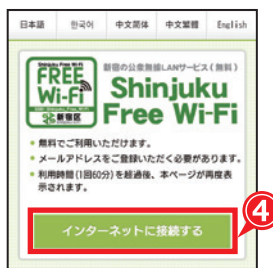 日本語 한국어 中文简体 中文繁體 English
Shinjuku Free Wi-Fi
FREE
Wi-Fi
新宿区
新宿の公衆無線LANサービス(無料)
Shinjuku
Free Wi-Fi
• 無料でご利用いただけます。
• メールアドレスをご登録いただく必要があります。
• 利用時間(1回60分)を超過後、本ページが再度表
示されます。
インターネットに接続する
4